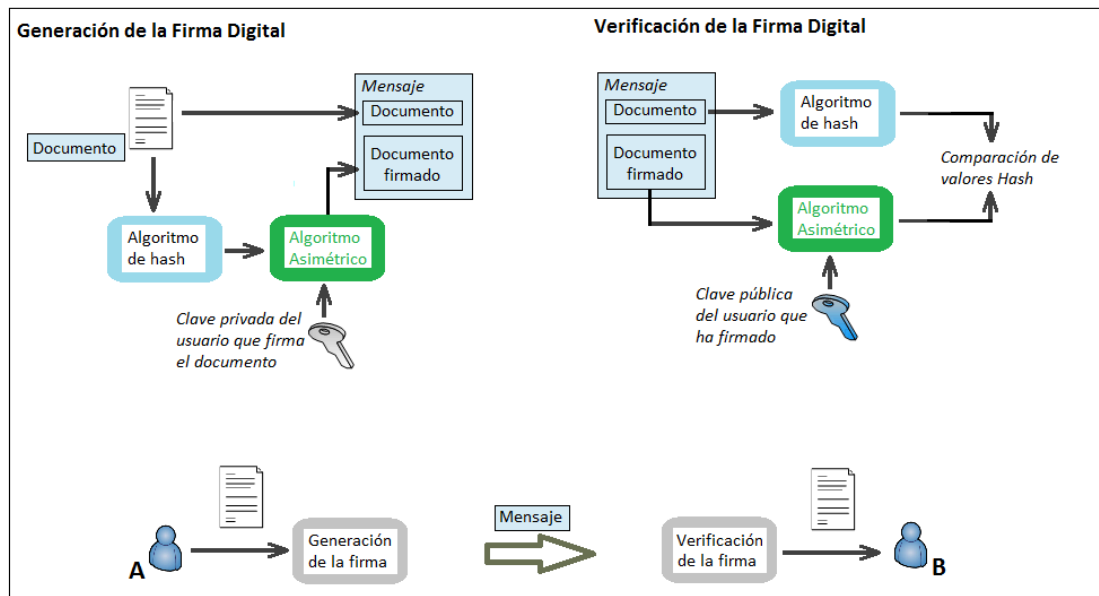 Generación de la Firma Digital
Documento
Algoritmo
de hash
Algoritmo
Asimétrico
Clave privada del
usuario que firma
el documento
Mensaje
Documento
Documento
firmado
Verificación de la Firma Digital
Mensaje
Documento
Documento
firmado
Algoritmo
de hash
Algoritmo
Asimétrico
Comparación de
valores Hash
Clave pública
del usuario que
ha firmado
A
Generación
de la firma
Mensaje
Verificación
de la firma
B